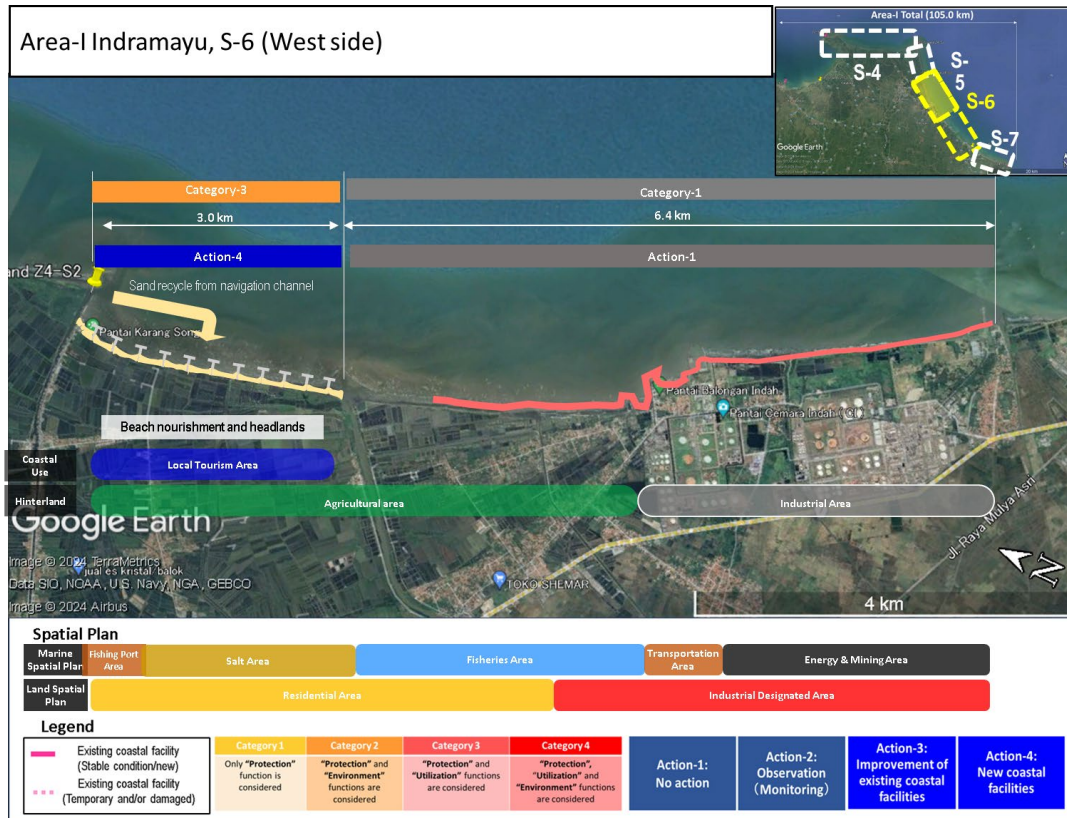 Area-I Indramayu, S-6 (West side)
Area-I Total (105.0 km)
S-4
S-
5
S-6
S-7
Google Earth
20 km
Category-3
Category-1
3.0 km
6.4 km
Action-4
Action-1
and Z4-S2
Sand recycle from navigation channel
Pantai Karang Song
Pantai Balongan Indah
Pantai Cemara Indah
Beach nourishment and headlands
Coastal
Use
Local Tourism Area
Hinterland
Agricultural area
Industrial Area
Google Earth
Jl. Raya Mulya Asri
N
Image © 2024 TerraMetrics
jual es kristal balok
Data SIO, NOAA, U.S. Navy, NGA, GEBCO
TOKO SHEMAR
Image © 2024 Airbus
4 km
Spatial Plan
Marine
Spatial Plan
Fishing Port
Area
Salt Area
Fisheries Area
Transportation
Area
Energy & Mining Area
Land Spatial
Plan
Residential Area
Industrial Designated Area
Legend
Existing coastal facility
(Stable condition/new)
Existing coastal facility
(Temporary and/or damaged)
Category 1
Only "Protection"
function is
considered
Category 2
"Protection" and
"Environment"
functions are
considered
Category 3
"Protection" and
"Utilization" functions
are considered
Category 4
"Protection",
"Utilization" and
"Environment" functions
are considered
Action-1:
No action
Action-2:
Observation
(Monitoring)
Action-3:
Improvement of
existing coastal
facilities
Action-4:
New coastal
facilities